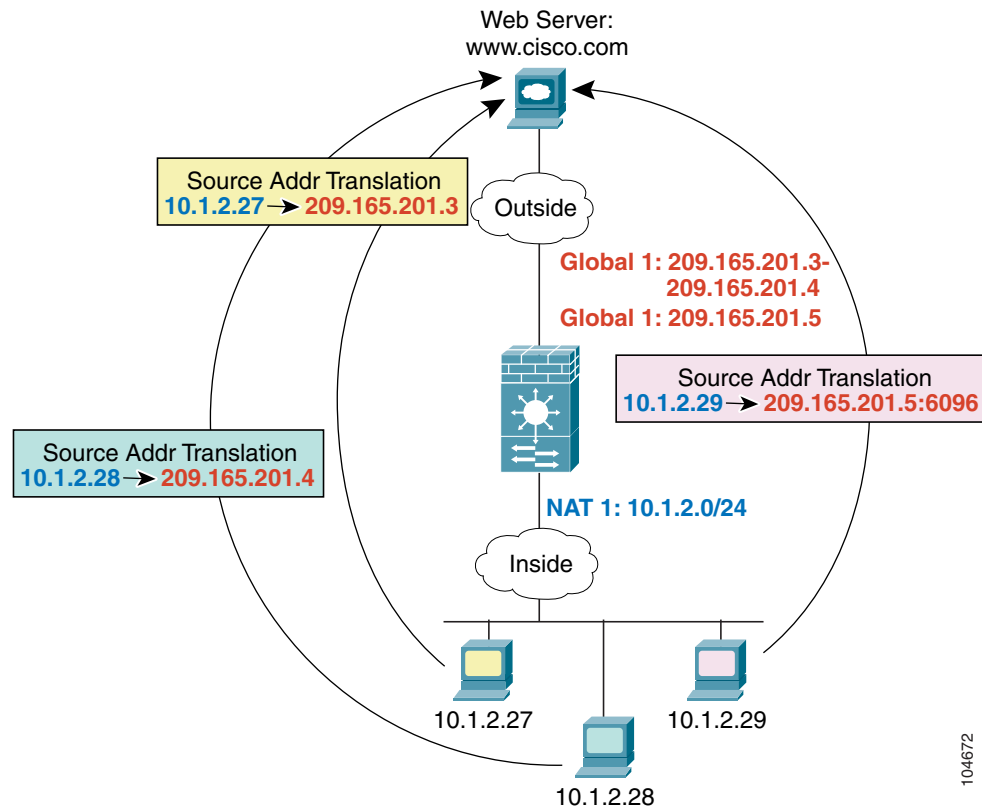 Web Server:
www.cisco.com
Source Addr Translation
10.1.2.27 → 209.165.201.3
Outside
Global 1: 209.165.201.3-
209.165.201.4
Global 1: 209.165.201.5
Source Addr Translation
10.1.2.29 → 209.165.201.5:6096
Source Addr Translation
10.1.2.28 → 209.165.201.4
NAT 1: 10.1.2.0/24
Inside
10.1.2.27
10.1.2.29
10.1.2.28
104672